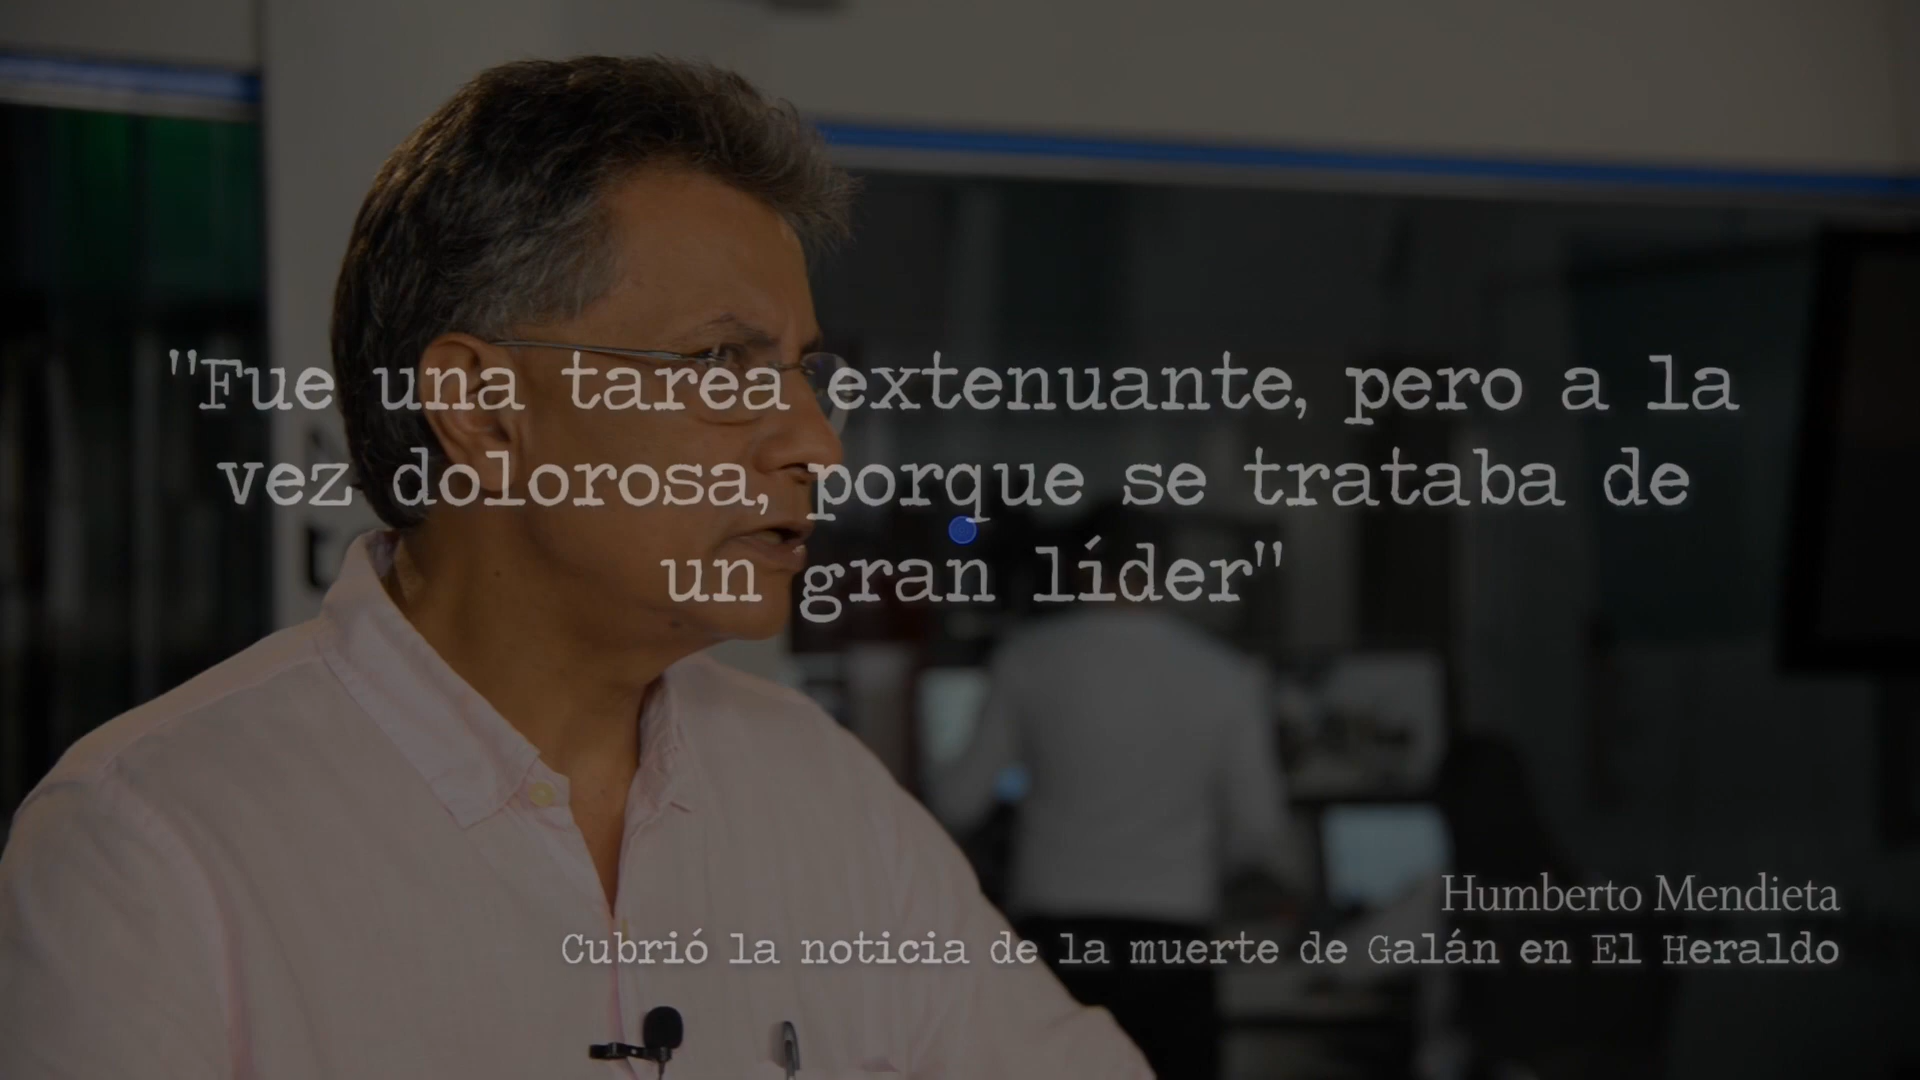 "Fue una tarea extenuante, pero a la
vez dolorosa, porque se trataba de
un gran líder"
Humberto Mendieta
Cubrió la noticia de la muerte de Galán en El Heraldo